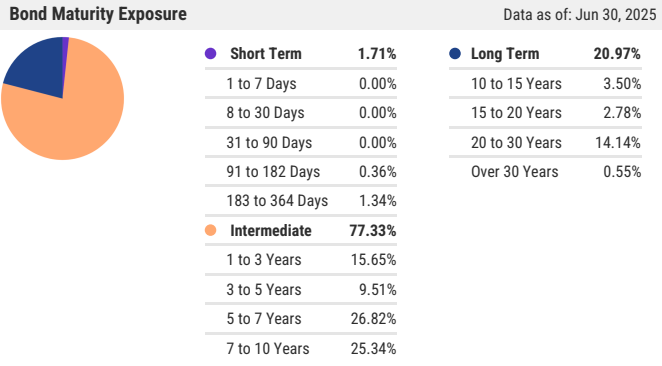 Bond Maturity Exposure
Data as of: Jun 30, 2025
Short Term 1.71%
1 to 7 Days 0.00%
8 to 30 Days 0.00%
31 to 90 Days 0.00%
91 to 182 Days 0.36%
183 to 364 Days 1.34%
Intermediate 77.33%
1 to 3 Years 15.65%
3 to 5 Years 9.51%
5 to 7 Years 26.82%
7 to 10 Years 25.34%
Long Term 20.97%
10 to 15 Years 3.50%
15 to 20 Years 2.78%
20 to 30 Years 14.14%
Over 30 Years 0.55%